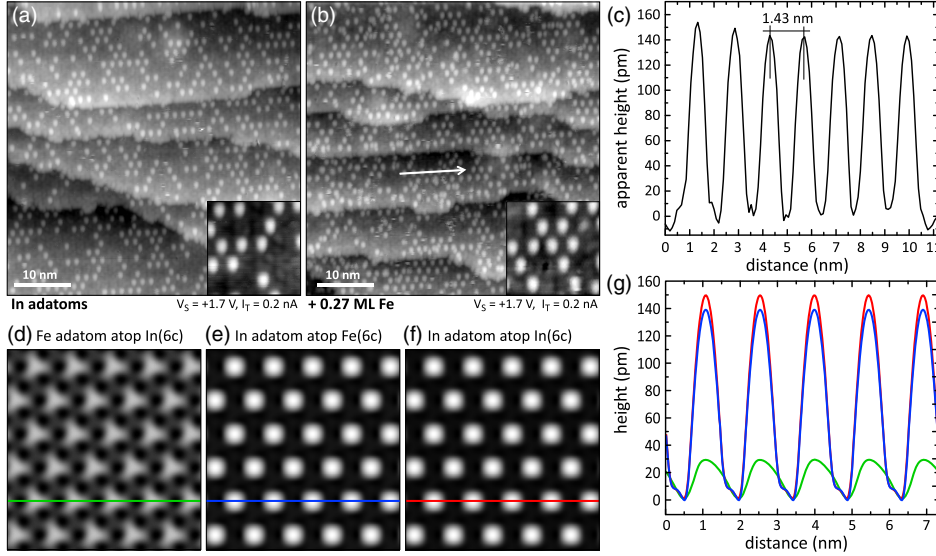 (a)
10 nm
In adatoms
V_S = +1.7 V, I_T = 0.2 nA
(b)
10 nm
+ 0.27 ML Fe
V_S = +1.7 V, I_T = 0.2 nA
(c)
1.43 nm
160
140
120
100
80
60
40
20
0
apparent height (pm)
0 1 2 3 4 5 6 7 8 9 10 11
distance (nm)
(d) Fe adatom atop In(6c)
(e) In adatom atop Fe(6c)
(f) In adatom atop In(6c)
(g)
160
140
120
100
80
60
40
20
0
height (pm)
0 1 2 3 4 5 6 7
distance (nm)